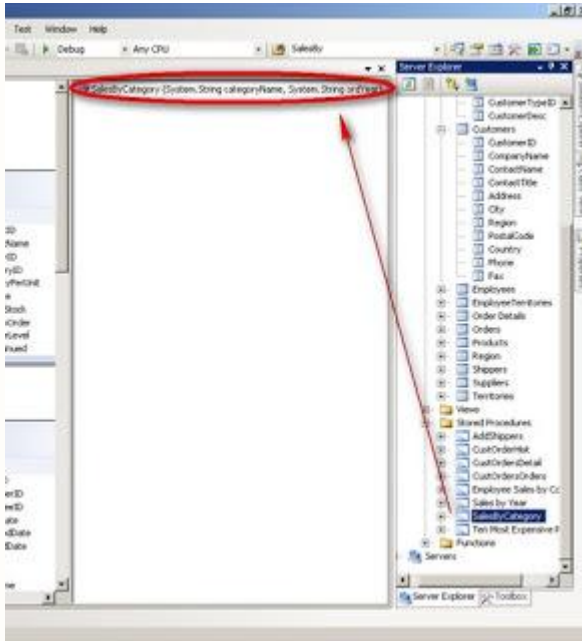 Test Window Help
Debug Any CPU SalesBy
Server Explorer
SalesByCategory (System.String categoryName, System.String ordYear)
CustomerTypeID
CustomerDesc
Customers
CustomerID
CompanyName
ContactName
ContactTitle
Address
City
Region
PostalCode
Country
Phone
Fax
Employees
EmployeeTerritories
Order Details
Orders
Products
Region
Shippers
Suppliers
Territories
Views
Stored Procedures
AddShippers
CustOrderHist
CustOrdersDetail
CustOrdersOrders
Employee Sales by Co
Sales by Year
SalesByCategory
Ten Most Expensive P
Functions
Servers
Server Explorer Toolbox